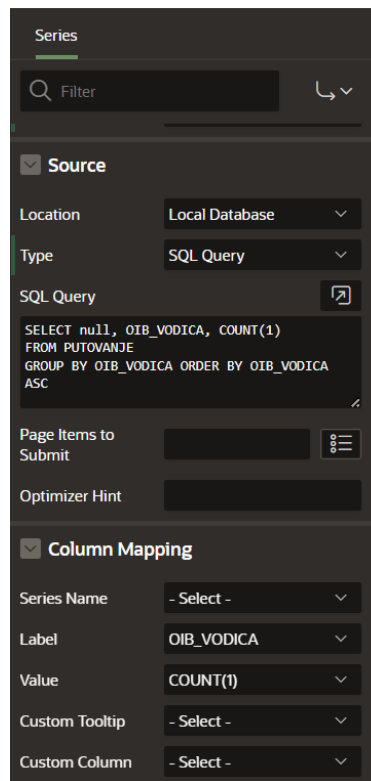 Series
Filter
Source
Location Local Database
Type SQL Query
SQL Query
SELECT null, OIB_VODICA, COUNT(1)
FROM PUTOVANJE
GROUP BY OIB_VODICA ORDER BY OIB_VODICA
ASC
Page Items to
Submit
Optimizer Hint
Column Mapping
Series Name - Select -
Label OIB_VODICA
Value COUNT(1)
Custom Tooltip - Select -
Custom Column - Select -